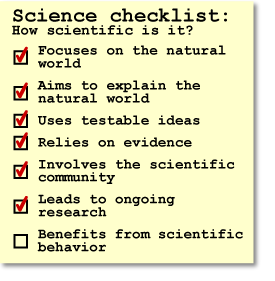 Science checklist:
How scientific is it?
Focuses on the natural
world
Aims to explain the
natural world
Uses testable ideas
Relies on evidence
Involves the scientific
community
Leads to ongoing
research
Benefits from scientific
behavior